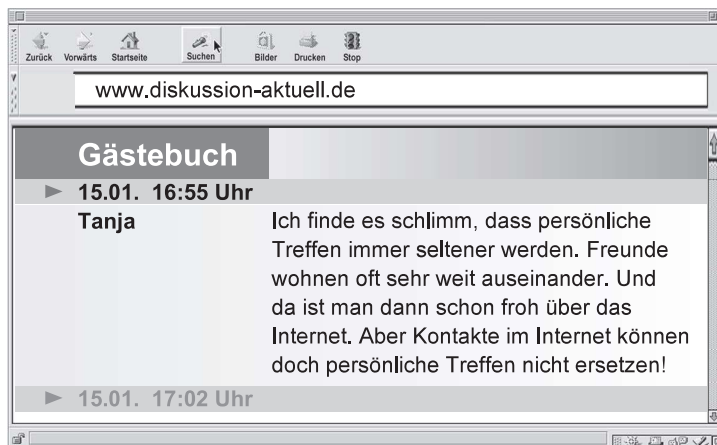 Zurück Vorwärts Startseite Suchen Bilder Drucken Stop
www.diskussion-aktuell.de
Gästebuch
15.01. 16:55 Uhr
Tanja
Ich finde es schlimm, dass persönliche
Treffen immer seltener werden. Freunde
wohnen oft sehr weit auseinander. Und
da ist man dann schon froh über das
Internet. Aber Kontakte im Internet können
doch persönliche Treffen nicht ersetzen!
15.01. 17:02 Uhr